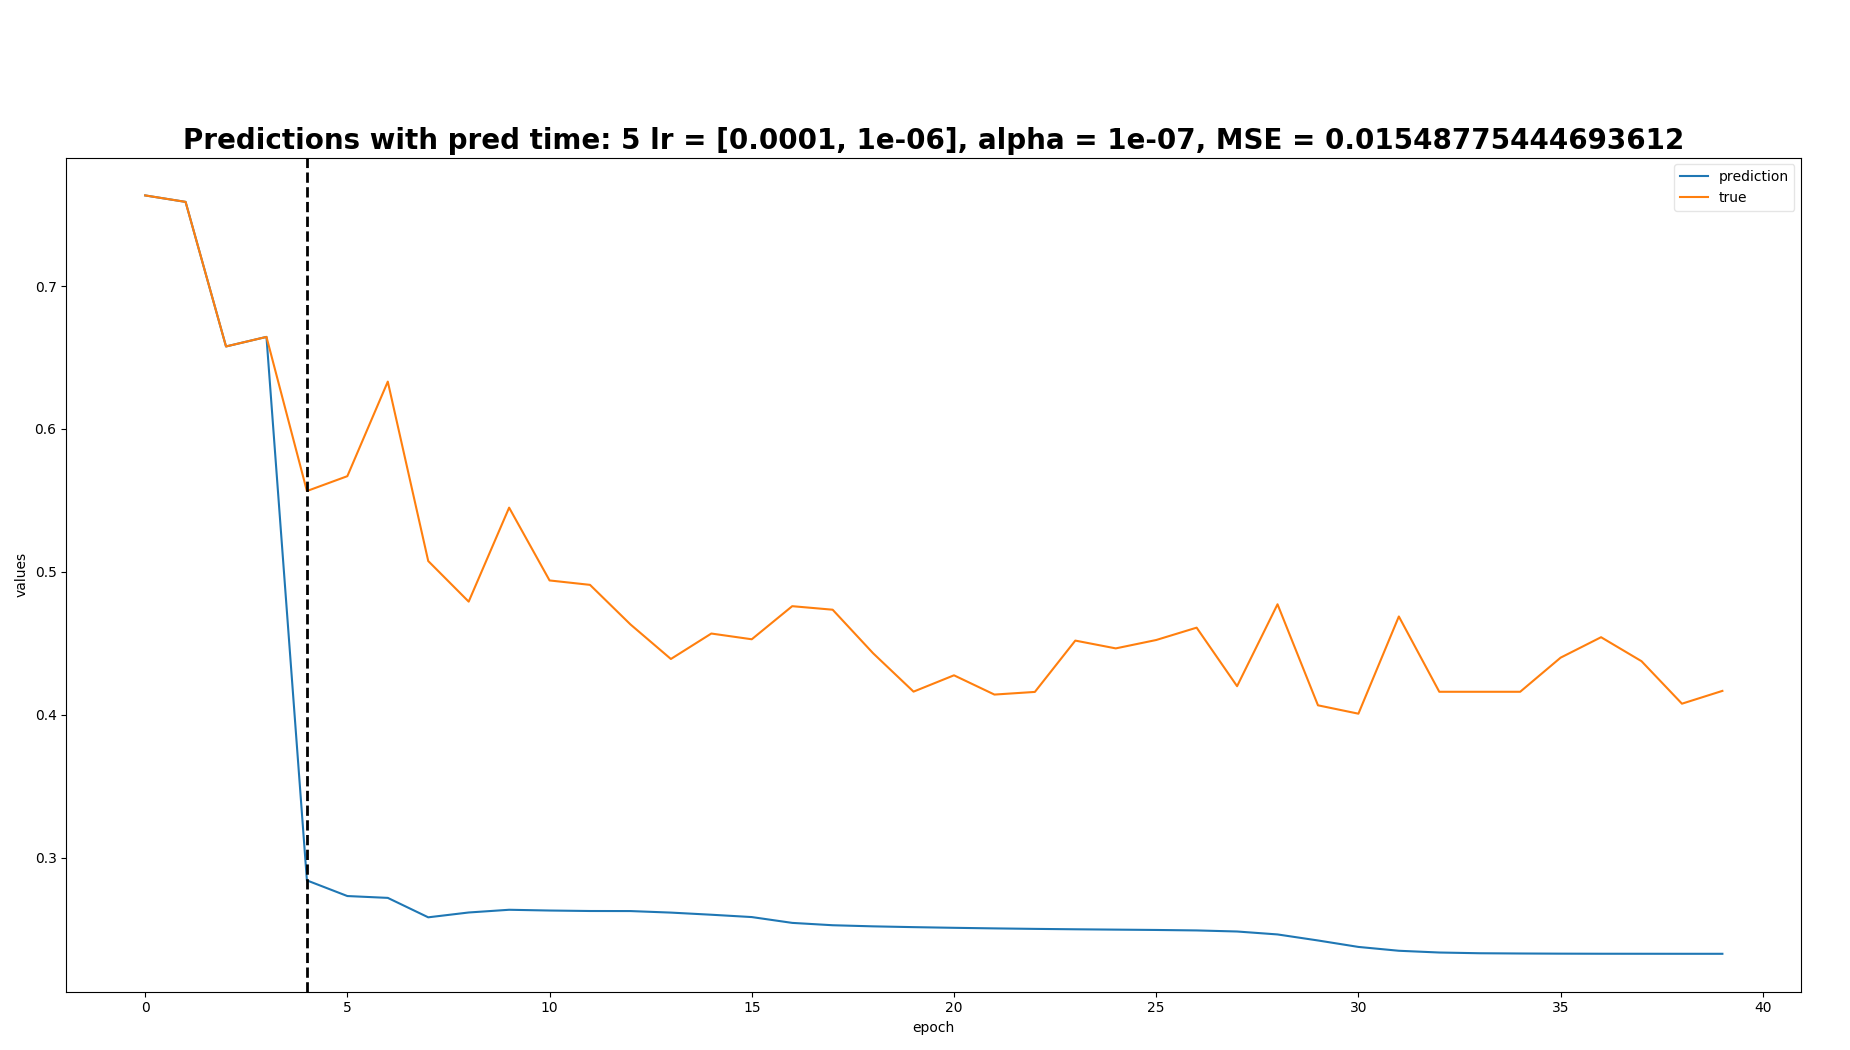 Predictions with pred time: 5 lr = [0.0001, 1e-06], alpha = 1e-07, MSE = 0.01548775444693612
prediction
true
0.7
0.6
0.5
0.4
0.3
values
0 5 10 15 20 25 30 35 40
epoch